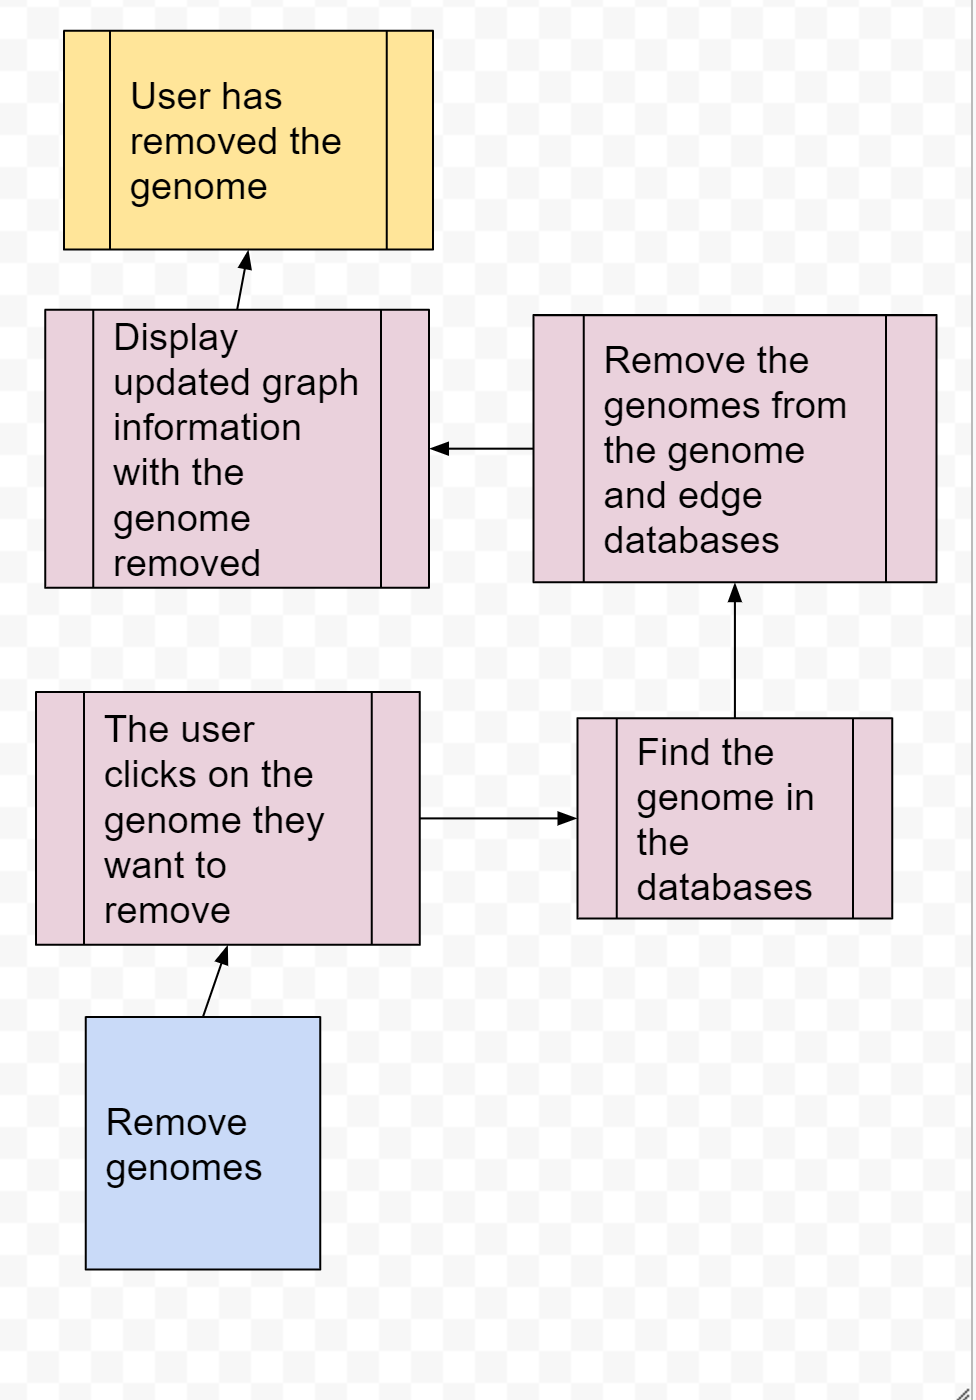 User has
removed the
genome
Display
updated graph
information
with the
genome
removed
Remove the
genomes from
the genome
and edge
databases
The user
clicks on the
genome they
want to
remove
Find the
genome in
the
databases
Remove
genomes